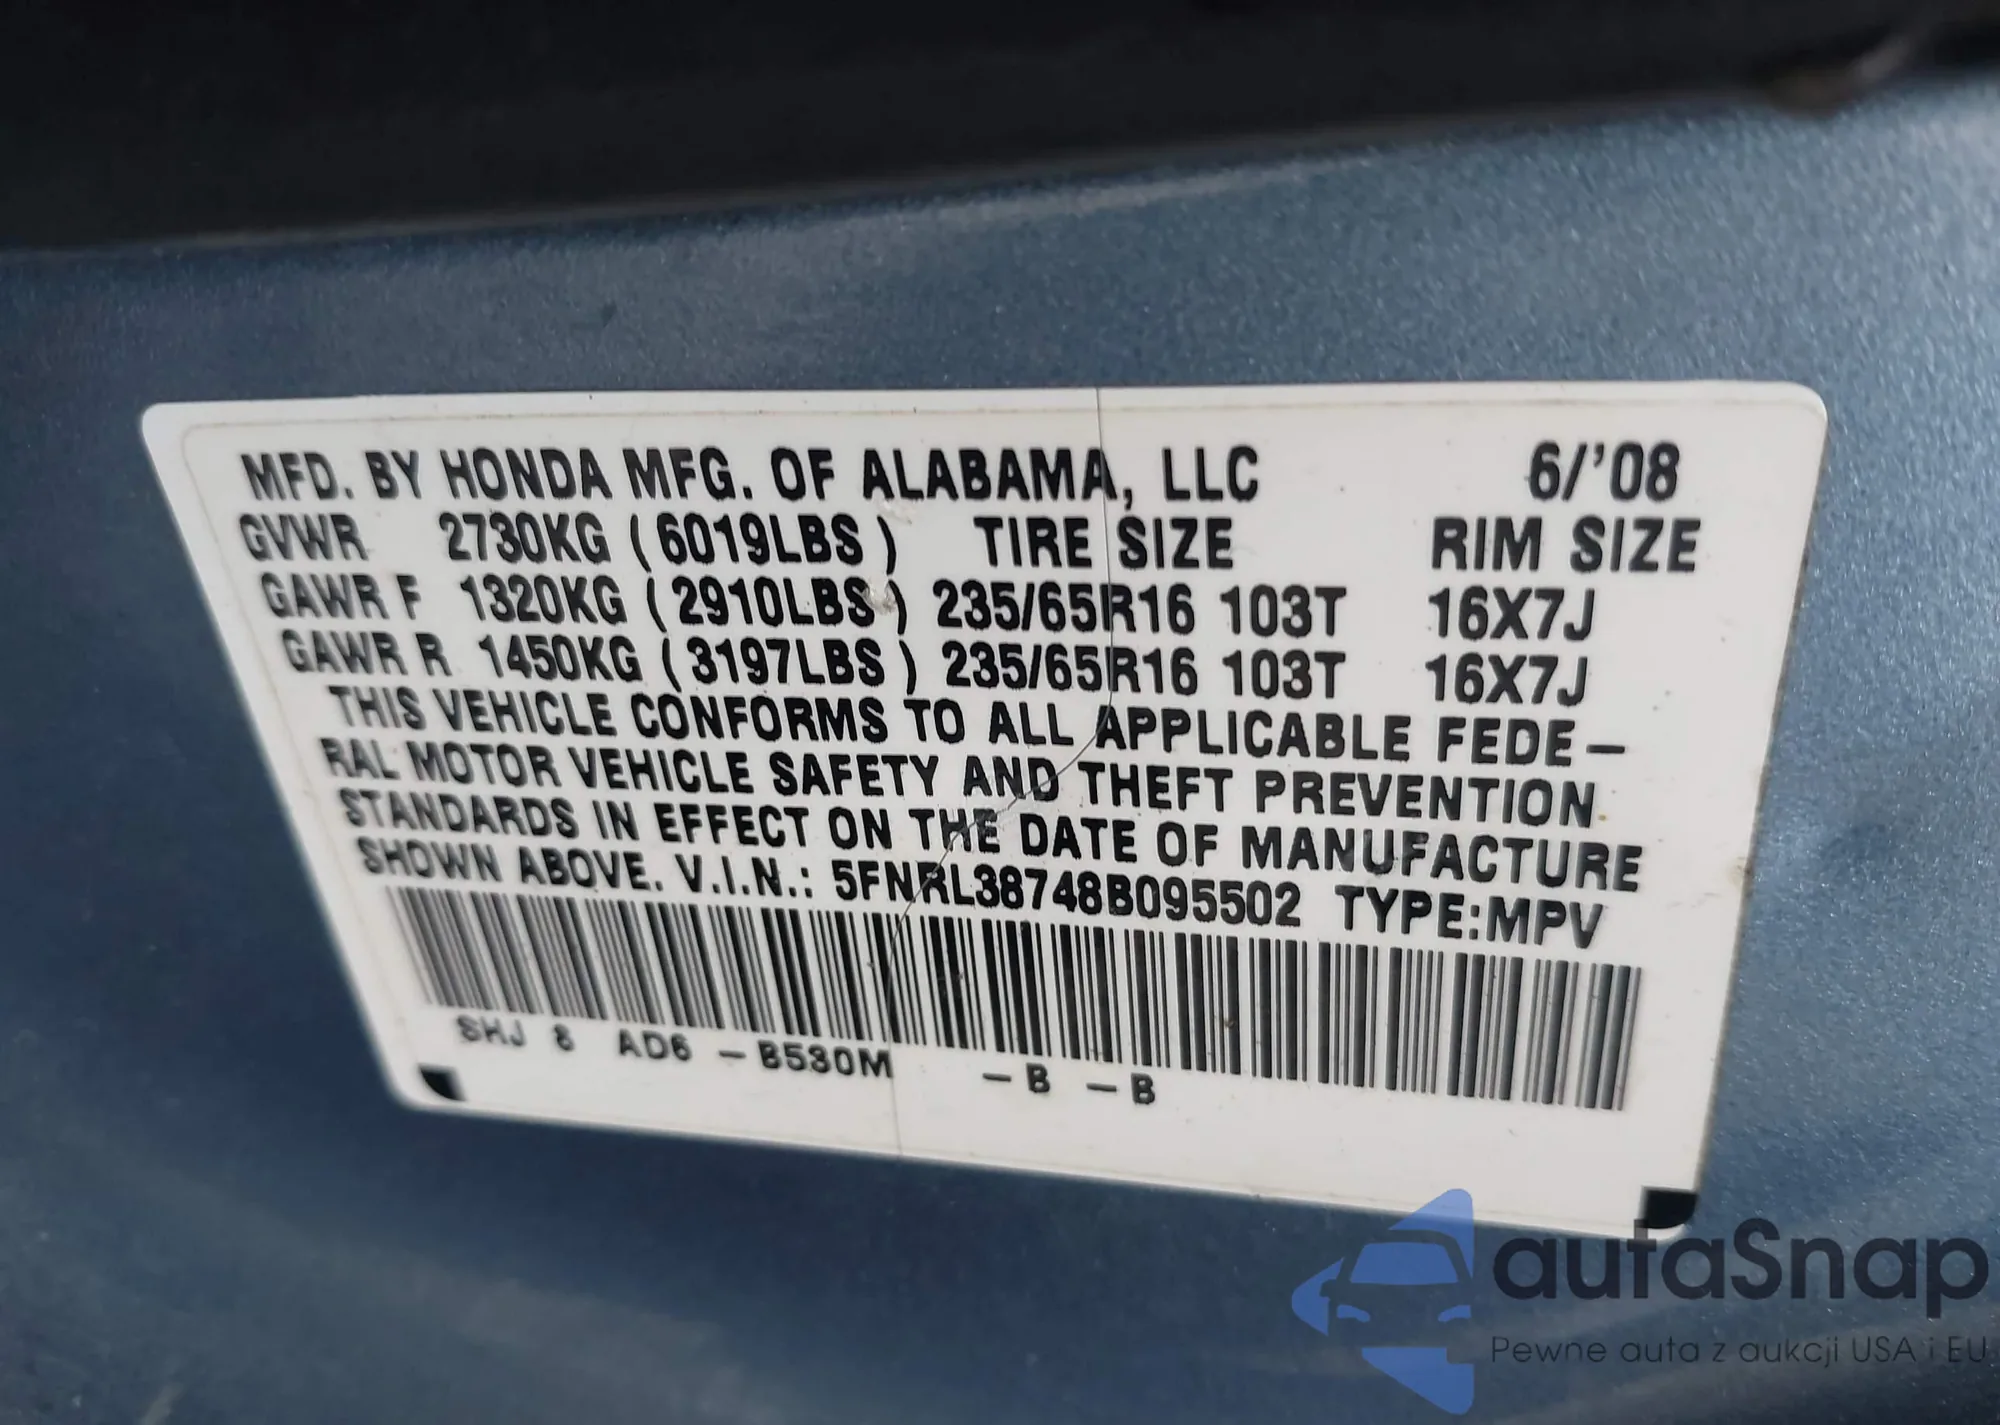 MFD. BY HONDA MFG. OF ALABAMA, LLC 6/'08
GVWR 2730KG (6019LBS) TIRE SIZE RIM SIZE
GAWR F 1320KG (2910LBS) 235/65R16 103T 16X7J
GAWR R 1450KG (3197LBS) 235/65R16 103T 16X7J
THIS VEHICLE CONFORMS TO ALL APPLICABLE FEDE-
RAL MOTOR VEHICLE SAFETY AND THEFT PREVENTION
STANDARDS IN EFFECT ON THE DATE OF MANUFACTURE
SHOWN ABOVE. V.I.N.: 5FNRL38748B095502 TYPE:MPV
SHJ 8 AD6 -B530M -B -B
autaSnap
Pewne auta z aukcji USA i EU